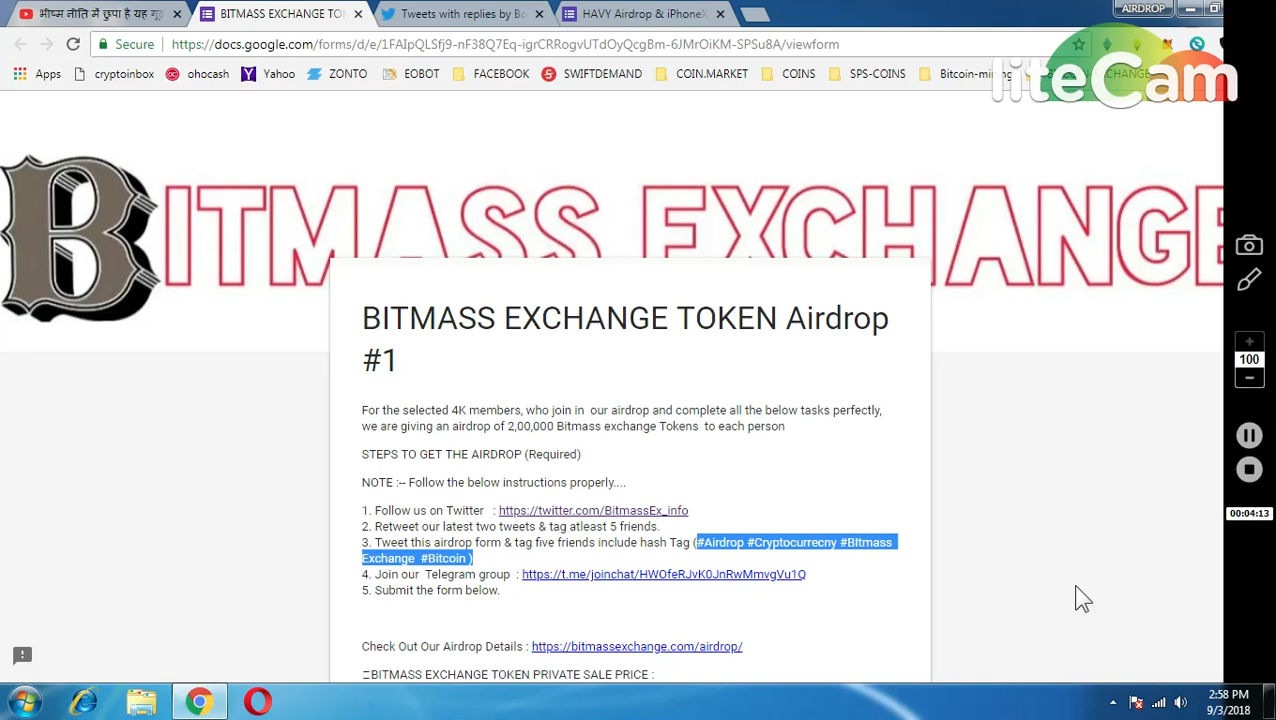 भीष्म नीति में छुपा है यह गूढ़
BITMASS EXCHANGE TO
Tweets with replies
HAVY Airdrop & iPhoneX
AIRDROP
Secure
https://docs.google.com/forms/d/e/
viewform
Apps
cryptoinbox
ohocash
Yahoo
ZONTO
EOBOT
FACEBOOK
SWIFTDEMAND
COIN.MARKET
COINS
SPS-COINS
Bitcoin-mining
liteCam
BITMASS EXCHANGE
BITMASS EXCHANGE TOKEN Airdrop
#1
For the selected 4K members, who join in our airdrop and complete all the below tasks perfectly,
we are giving an airdrop of 2,00,000 Bitmass exchange Tokens to each person
STEPS TO GET THE AIRDROP (Required)
NOTE :-- Follow the below instructions properly....
1. Follow us on Twitter : https://twitter.com/BitmassEx_info
2. Retweet our latest two tweets & tag atleast 5 friends.
3. Tweet this airdrop form & tag five friends include hash Tag (#Airdrop #Cryptocurrecny #BItmass
Exchange #Bitcoin )
4. Join our Telegram group : https://t.me/joinchat/HWOfeRJvK0JnRwMmvgVu1Q
5. Submit the form below.
Check Out Our Airdrop Details : https://bitmassexchange.com/airdrop/
BITMASS EXCHANGE TOKEN PRIVATE SALE PRICE :
100
00:04:13
2:58 PM
9/3/2018